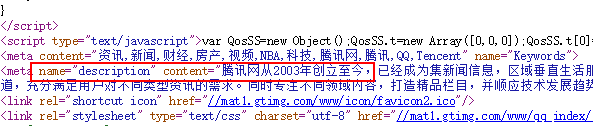 }
</script>
<script type="text/javascript">var QosSS=new Object();QosSS.t=new Array([0,0,0]);QosSS.t[0]=
<meta content="资讯,新闻,财经,房产,视频,NBA,科技,腾讯网,腾讯,QQ,Tencent" name="Keywords">
<meta name="description" content="腾讯网从2003年创立至今，已经成为集新闻信息，区域垂直生活服
道，充分满足用户对不同类型资讯的需求。同时专注不同领域内容，打造精品栏目，并顺应技术发展趋势
<link rel="shortcut icon" href="//mat1.gtimg.com/www/icon/favicon2.ico"/>
<link rel="stylesheet" type="text/css" charset="utf-8" href="//mat1.gtimg.com/www/qq_index/